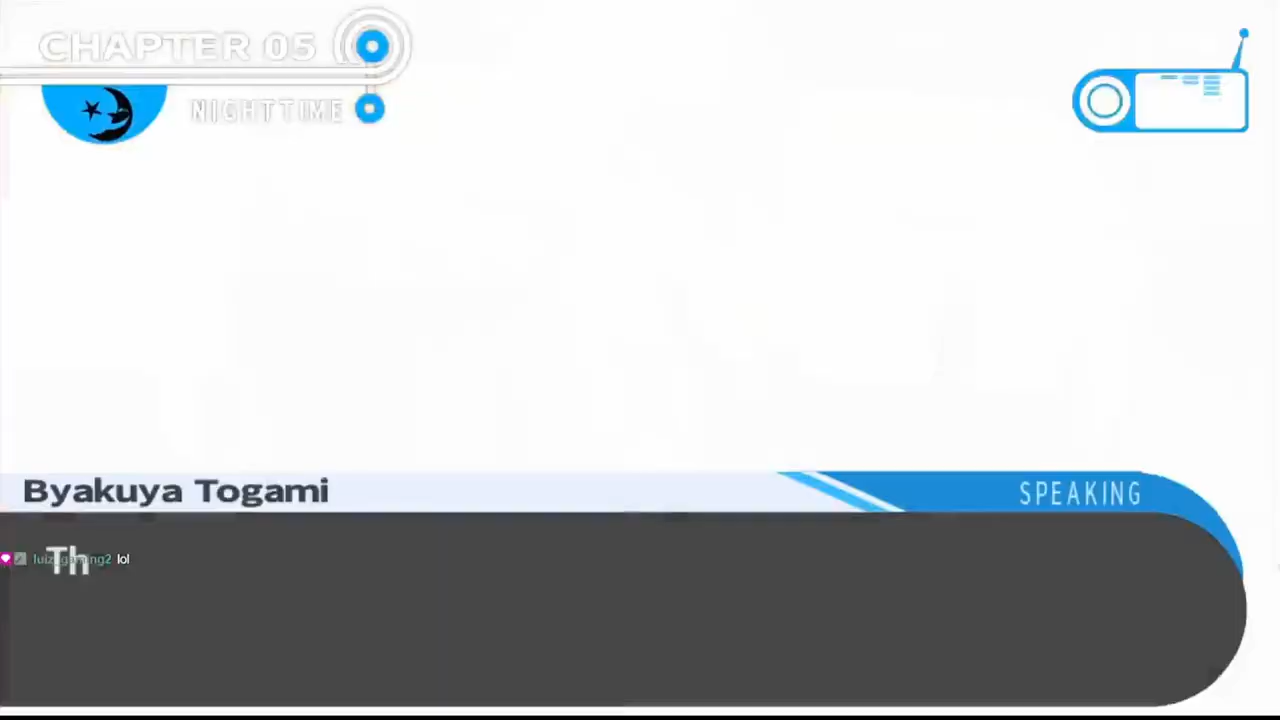 CHAPTER 05
NIGHTTIME
Byakuya Togami
SPEAKING
Th
lol